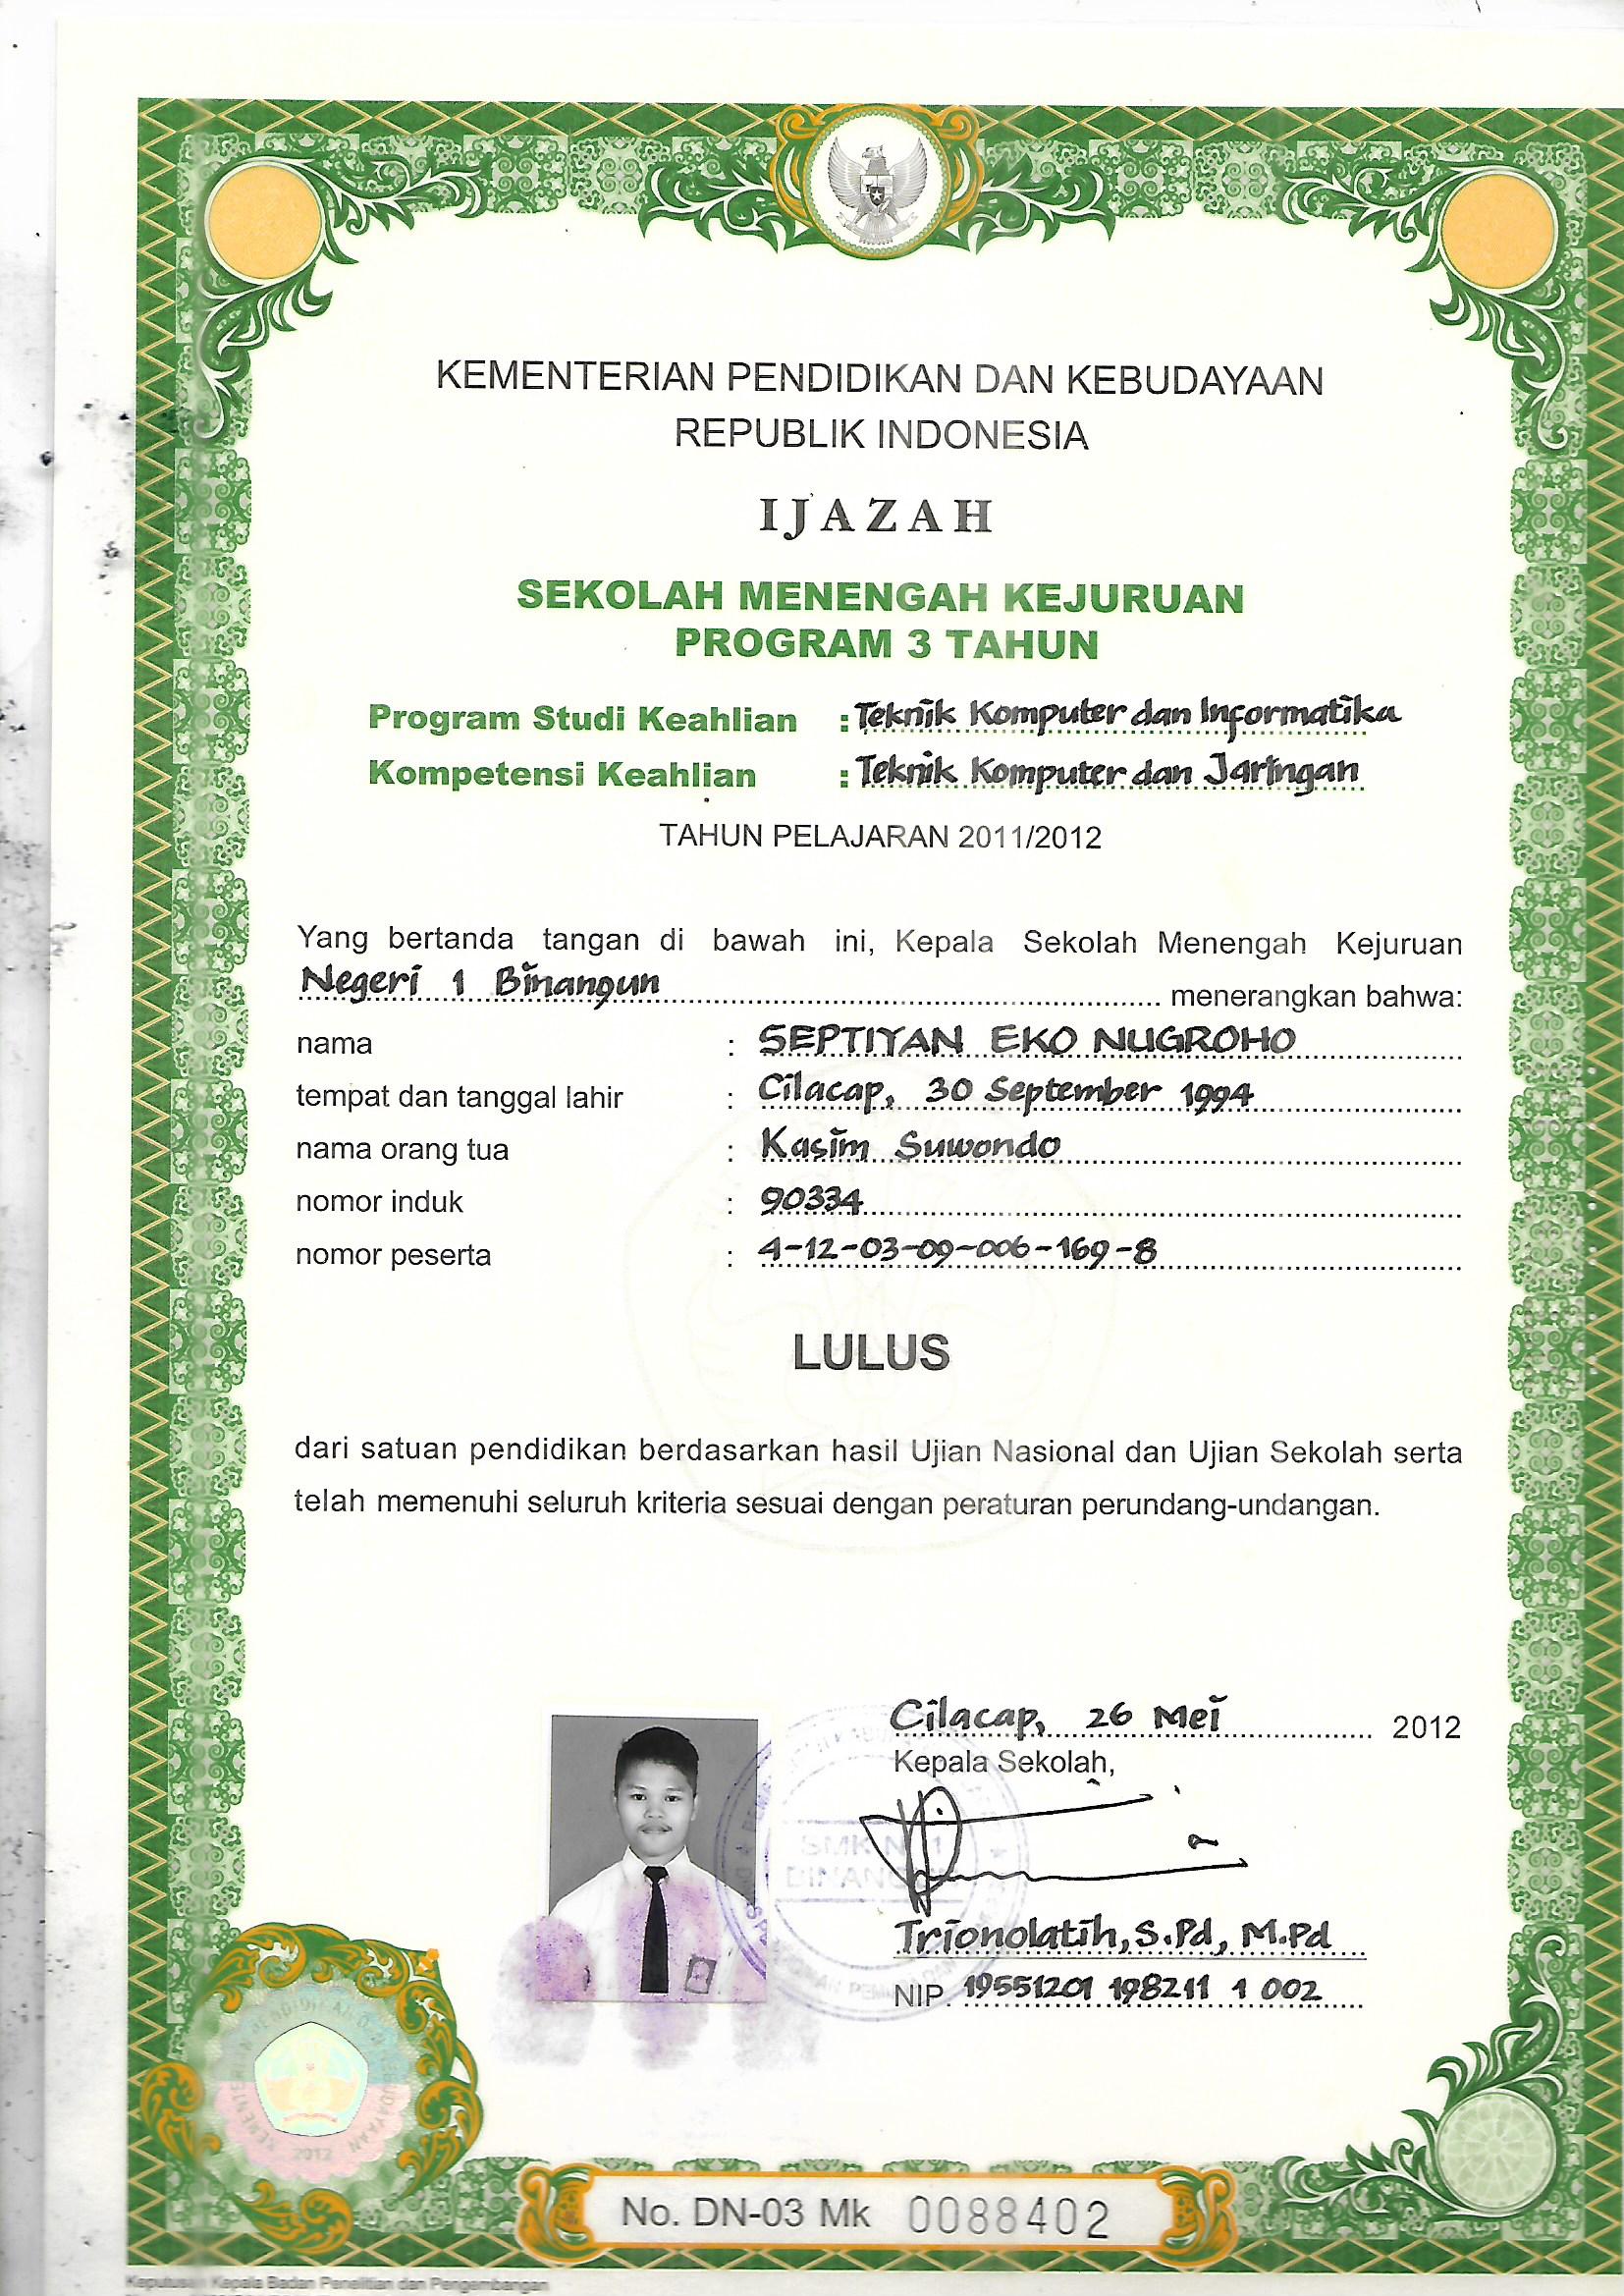 KEMENTERIAN PENDIDIKAN DAN KEBUDAYAAN
REPUBLIK INDONESIA
IJAZAH
SEKOLAH MENENGAH KEJURUAN
PROGRAM 3 TAHUN
Program Studi Keahlian : Teknik Komputer dan Informatika
Kompetensi Keahlian : Teknik Komputer dan Jaringan
TAHUN PELAJARAN 2011/2012
Yang bertanda tangan di bawah ini, Kepala Sekolah Menengah Kejuruan
Negeri 1 Binangun menerangkan bahwa:
nama : SEPTIYAN EKO NUGROHO
tempat dan tanggal lahir : Cilacap, 30 September 1994
nama orang tua : Kasim Suwondo
nomor induk : 90334
nomor peserta : 4-12-03-09-006-169-8
LULUS
dari satuan pendidikan berdasarkan hasil Ujian Nasional dan Ujian Sekolah serta
telah memenuhi seluruh kriteria sesuai dengan peraturan perundang-undangan.
Cilacap, 26 Mei 2012
Kepala Sekolah,
SMK N 1
Trionolatih, S.Pd, M.Pd
NIP. 19551201 198211 1 002
2012
No. DN-03 Mk 0088402
Kepala Badan Penelitian dan Pengembangan